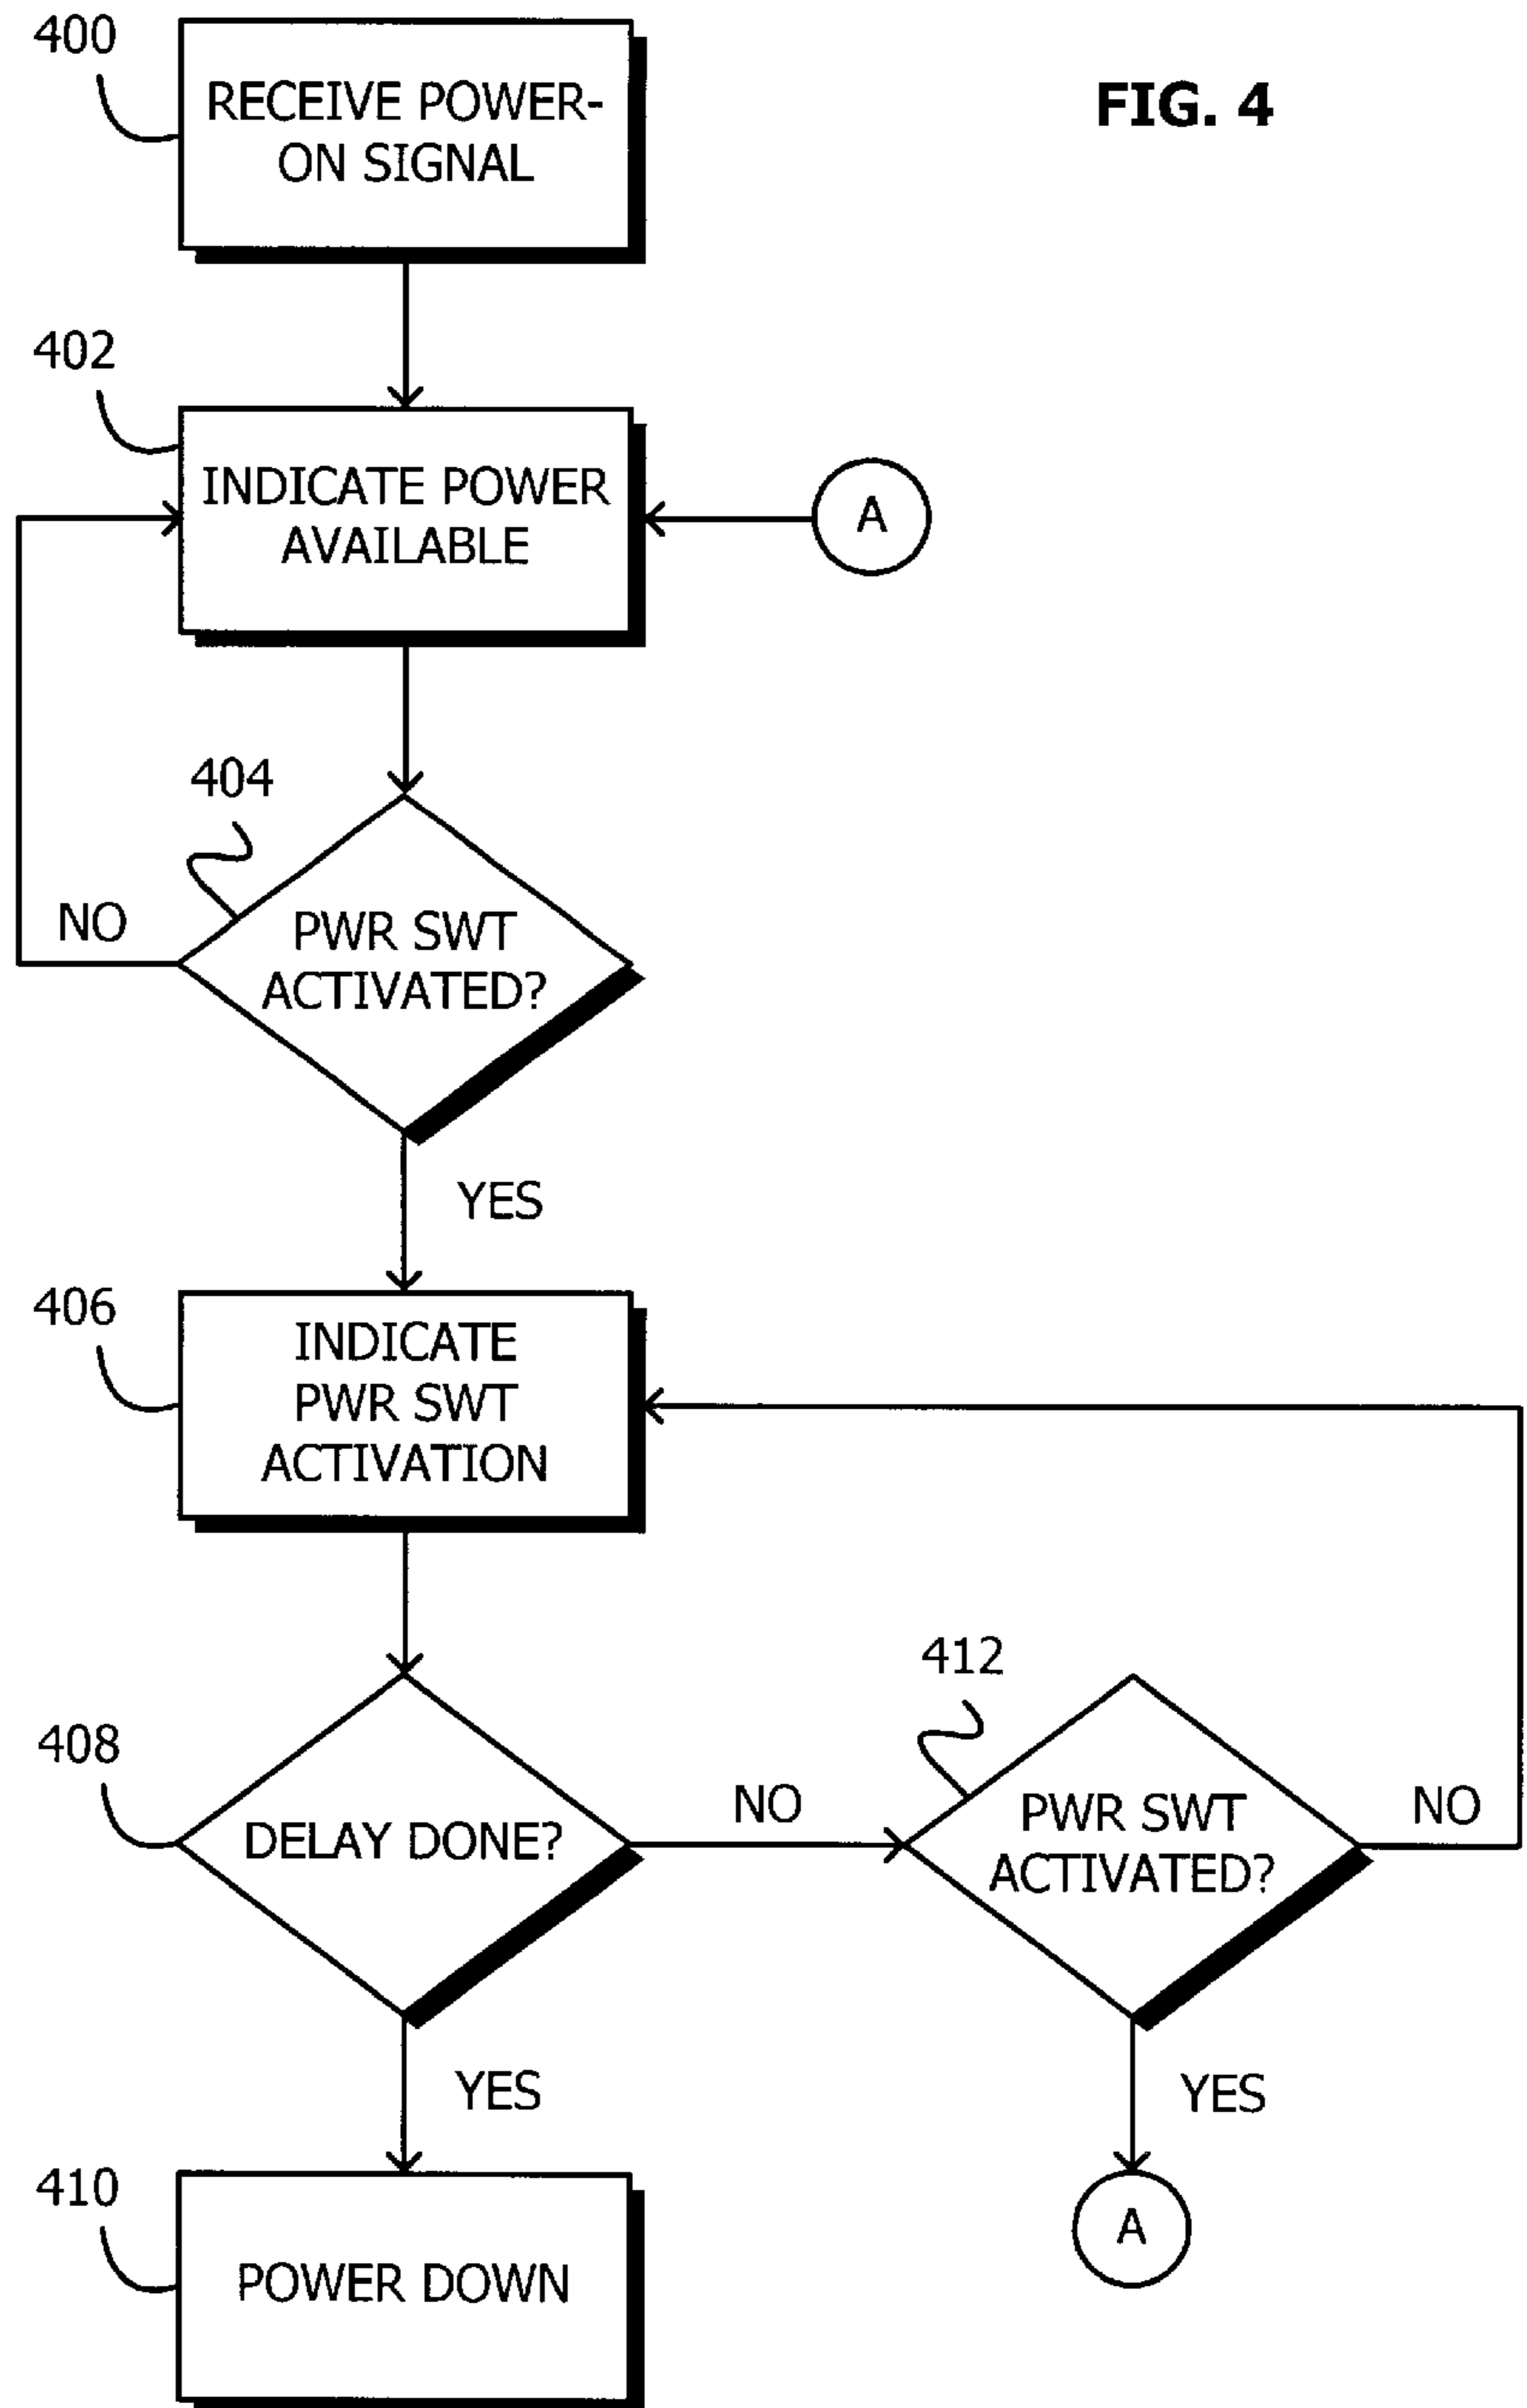 FIG. 4
400
RECEIVE POWER-
ON SIGNAL
402
INDICATE POWER
AVAILABLE
A
404
NO
PWR SWT
ACTIVATED?
YES
406
INDICATE
PWR SWT
ACTIVATION
408
DELAY DONE?
NO
412
PWR SWT
ACTIVATED?
NO
YES
YES
410
POWER DOWN
A